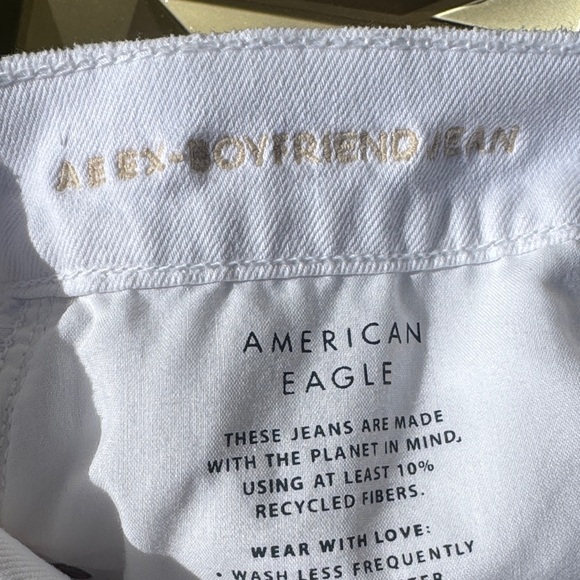 AE EX-BOYFRIEND JEAN
AMERICAN
EAGLE
THESE JEANS ARE MADE
WITH THE PLANET IN MIND,
USING AT LEAST 10%
RECYCLED FIBERS.
WEAR WITH LOVE:
• WASH LESS FREQUENTLY